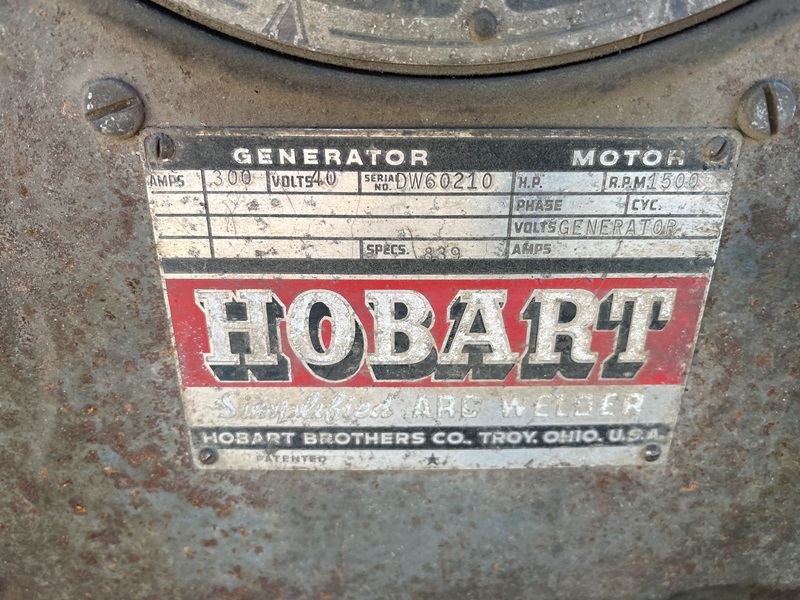 GENERATOR MOTOR
AMPS 300 VOLTS 40 SERIAL NO. DW60210 H.P. R.P.M. 1500
PHASE CYC.
VOLTS GENERATOR
SPECS. 839 AMPS
HOBART
Simplified ARC WELDER
HOBART BROTHERS CO., TROY, OHIO, U.S.A.
PATENTED